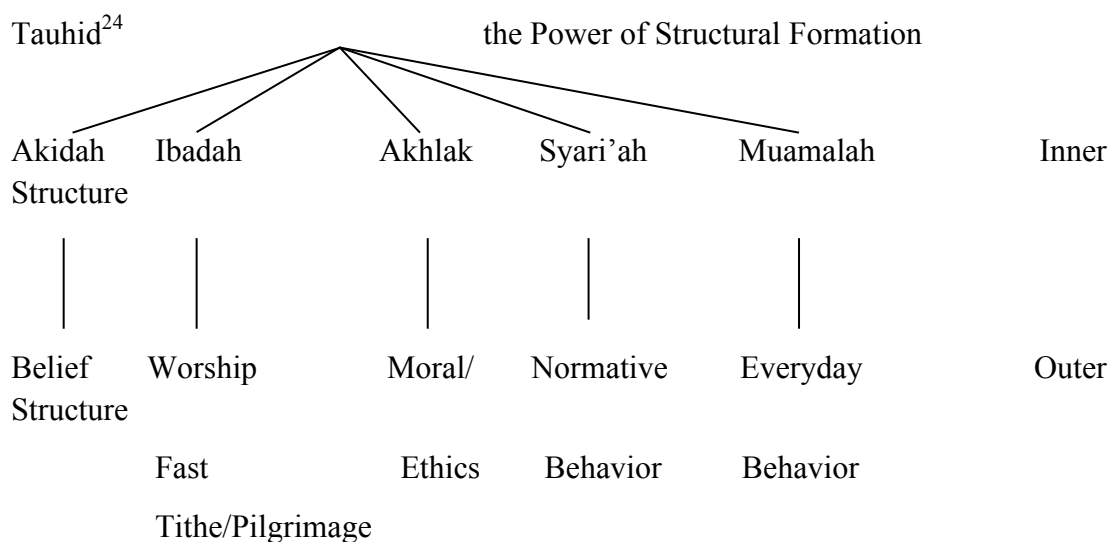 Tauhid24 the Power of Structural Formation
Akidah Ibadah Akhlak Syari’ah Muamalah Inner
Structure
Belief Worship Moral/ Normative Everyday Outer
Structure
Fast Ethics Behavior Behavior
Tithe/Pilgrimage